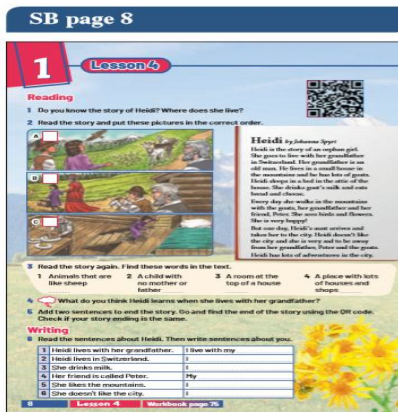 SB page 8
1
Lesson 4
Reading
1 Do you know the story of Heidi? Where does she live?
2 Read the story and put these pictures in the correct order.
A
B
C
Heidi by Johanna Spyri
Heidi is the story of an orphan girl.
She goes to live with her grandfather
in Switzerland. Her grandfather is an
old man. He lives in a small house in
the mountains and he has lots of goats.
Heidi sleeps in a bed in the attic of the
house. She drinks goat's milk and eats
bread and cheese.
Every day she walks in the mountains
with the goats, her grandfather and her
friend, Peter. She sees birds and flowers.
She is very happy!
But one day, Heidi's aunt arrives and
takes her to the city. Heidi doesn't like
the city and she is very sad to be away
from her grandfather, Peter and the goats.
Heidi has lots of adventures in the city.
3 Read the story again. Find these words in the text.
1 Animals that are like sheep
2 A child with no mother or father
3 A room at the top of a house
4 A place with lots of houses and shops
4 What do you think Heidi learns when she lives with her grandfather?
5 Add two sentences to end the story. Go and find the end of the story using the QR code.
Check if your story ending is the same.
Writing
6 Read the sentences about Heidi. Then write sentences about you.
1 Heidi lives with her grandfather. I live with my
2 Heidi lives in Switzerland. I
3 She drinks milk. I
4 Her friend is called Peter. My
5 She likes the mountains. I
6 She doesn't like the city. I
8 Lesson 4 Workbook page 75